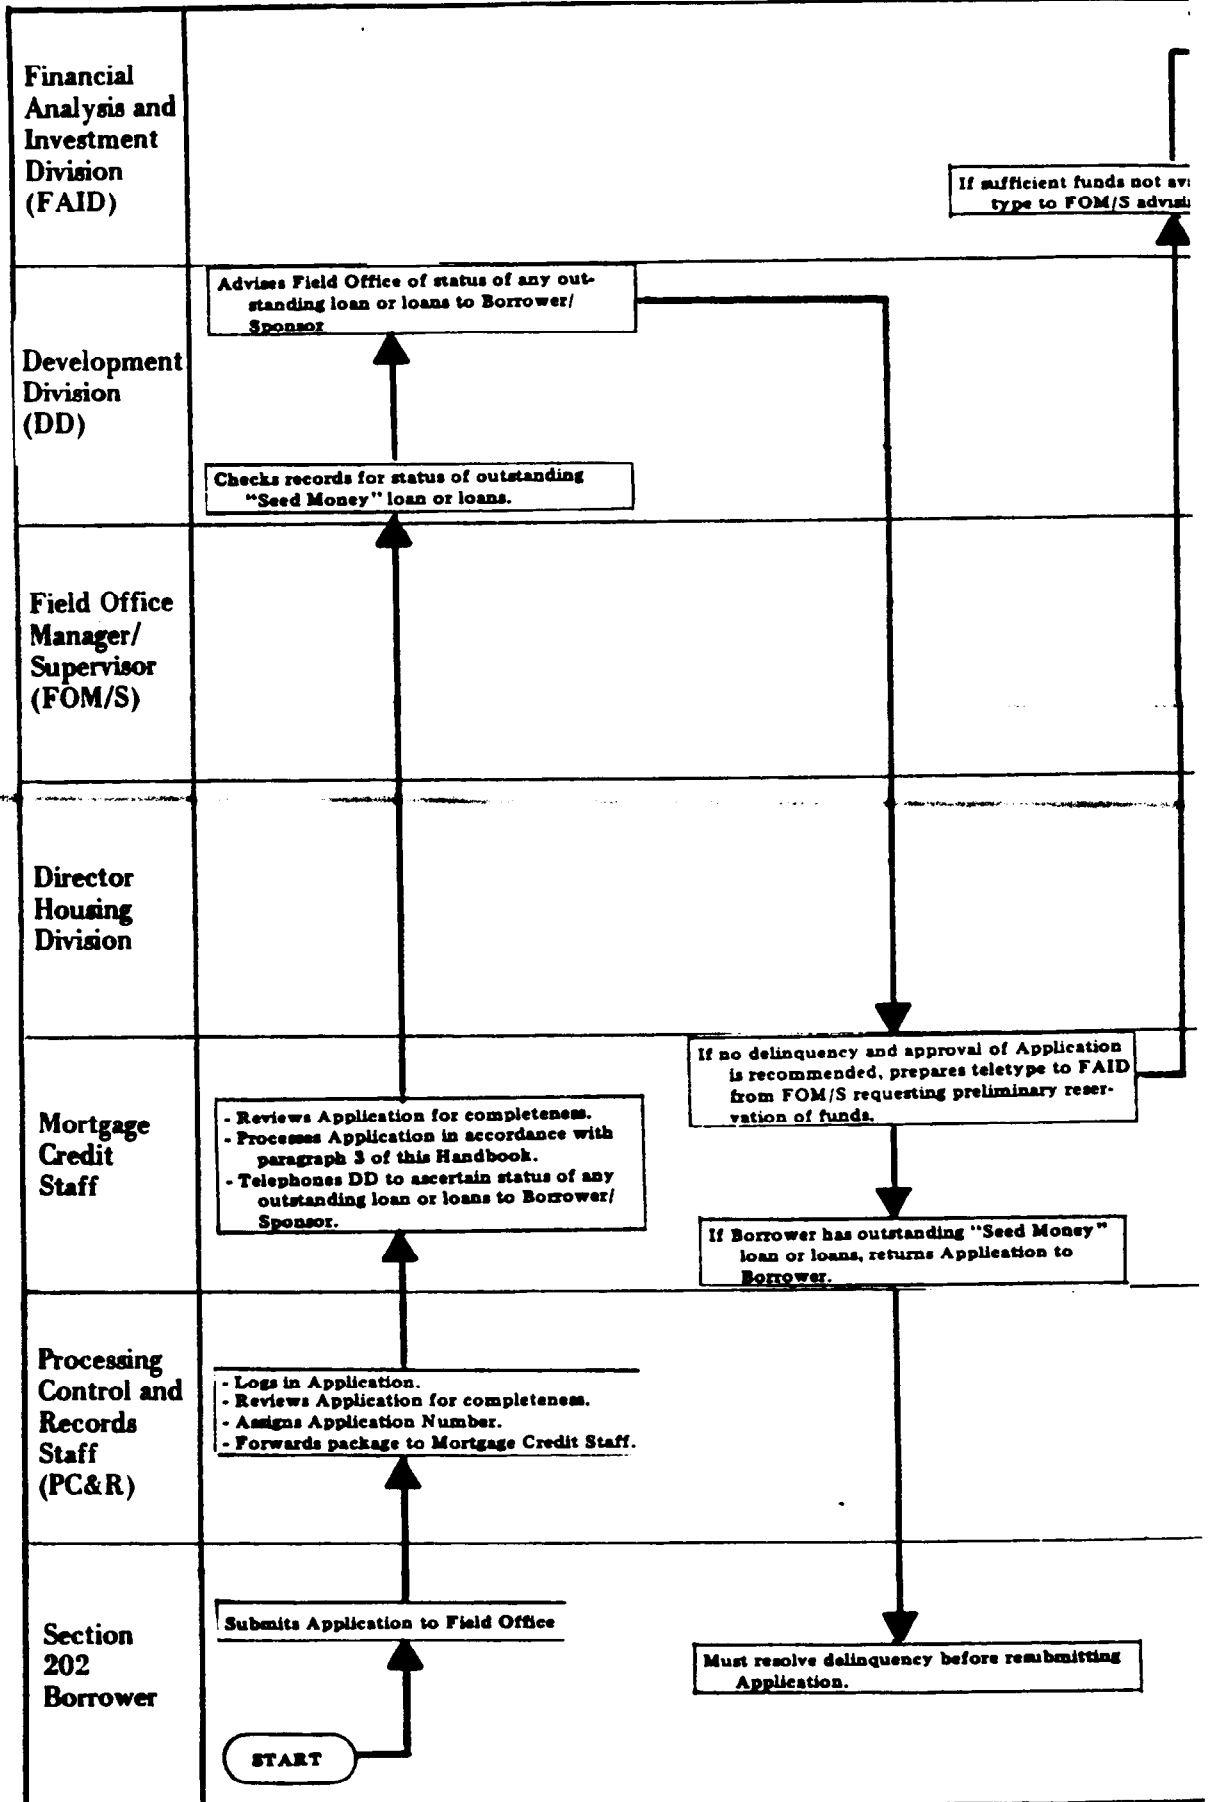 Financial
Analysis and
Investment
Division
(FAID)
If sufficient funds not
type to FOM/S
Development
Division
(DD)
Advises Field Office of status of any out-
standing loan or loans to Borrower/
Sponsor
Checks records for status of outstanding
"Seed Money" loan or loans.
Field Office
Manager/
Supervisor
(FOM/S)
Director
Housing
Division
Mortgage
Credit
Staff
- Reviews Application for completeness.
- Processes Application in accordance with
paragraph 3 of this Handbook.
- Telephones DD to ascertain status of any
outstanding loan or loans to Borrower/
Sponsor.
If no delinquency and approval of Application
is recommended, prepares teletype to FAID
from FOM/S requesting preliminary reser-
vation of funds.
If Borrower has outstanding "Seed Money"
loan or loans, returns Application to
Borrower.
Processing
Control and
Records
Staff
(PC&R)
- Logs in Application.
- Reviews Application for completeness.
- Assigns Application Number.
- Forwards package to Mortgage Credit Staff.
Section
202
Borrower
Submits Application to Field Office
Must resolve delinquency before resubmitting
Application.
START